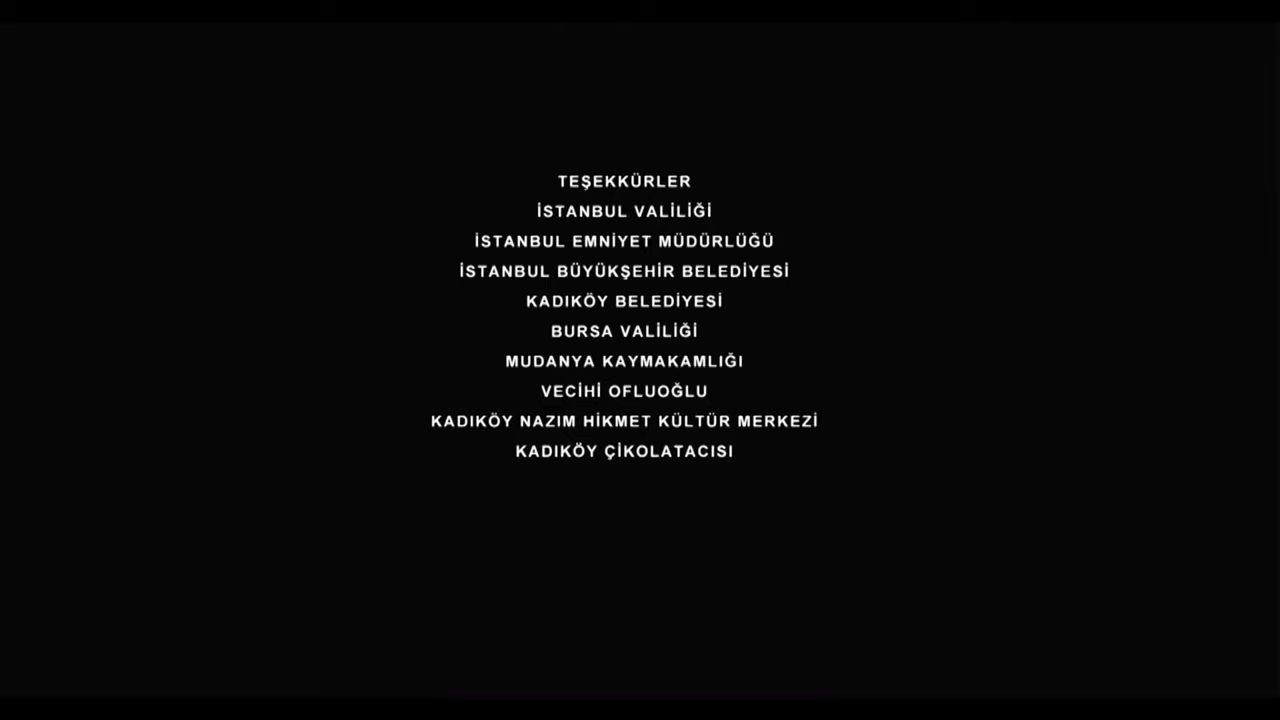 TEŞEKKÜRLER
İSTANBUL VALİLİĞİ
İSTANBUL EMNİYET MÜDÜRLÜĞÜ
İSTANBUL BÜYÜKŞEHİR BELEDİYESİ
KADIKÖY BELEDİYESİ
BURSA VALİLİĞİ
MUDANYA KAYMAKAMLIĞI
VECİHİ OFLUOĞLU
KADIKÖY NAZIM HİKMET KÜLTÜR MERKEZİ
KADIKÖY ÇİKOLATACISI